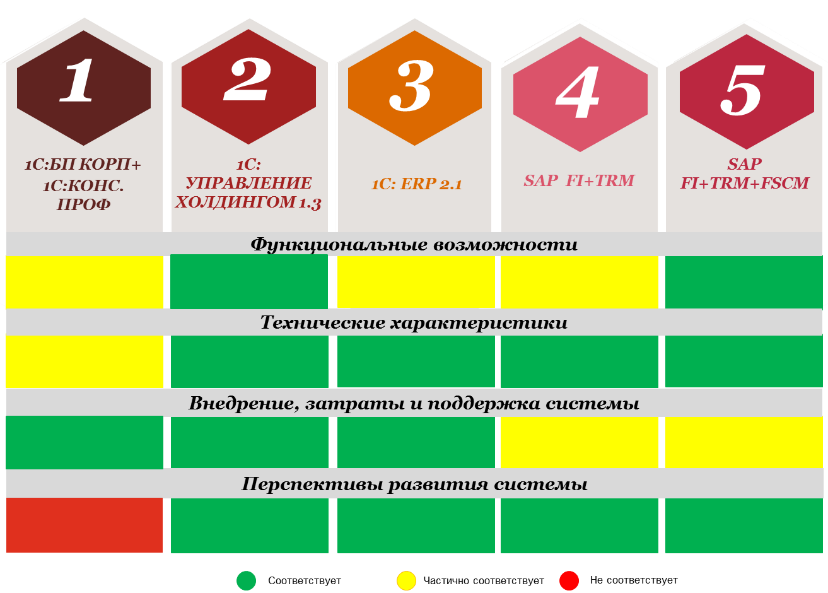 1
2
3
4
5
1С:БП КОРП+
1С:КОНС.
ПРОФ
1С:
УПРАВЛЕНИЕ
ХОЛДИНГОМ 1.3
1С: ERP 2.1
SAP FI+TRM
SAP
FI+TRM+FSCM
Функциональные возможности
Технические характеристики
Внедрение, затраты и поддержка системы
Перспективы развития системы
Соответствует
Частично соответствует
Не соответствует